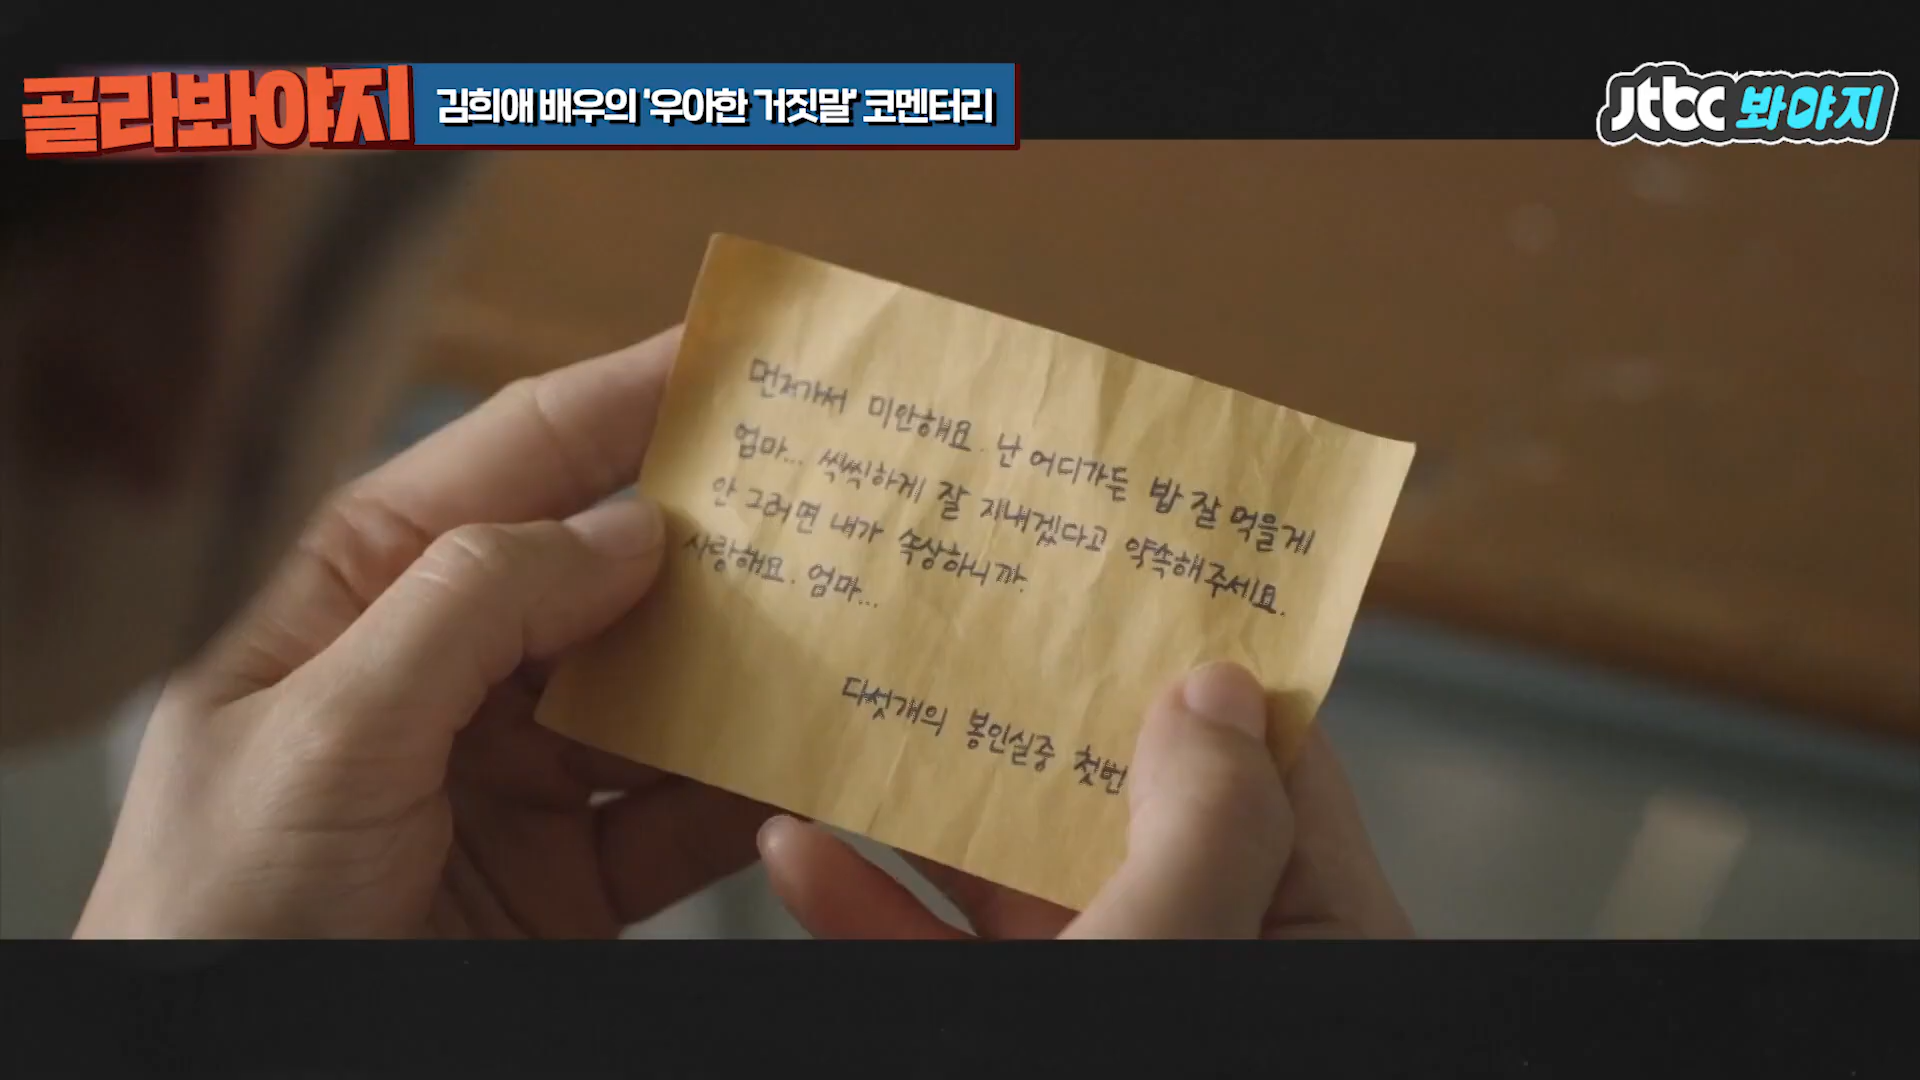 골라봐야지
김희애 배우의 '우아한 거짓말' 코멘터리
jtbc 봐야지
먼저가서 미안해요. 난 어디가든 밥 잘 먹을게
엄마... 씩씩하게 잘 지내겠다고 약속해주세요.
안 그러면 내가 속상하니까.
사랑해요. 엄마...
다섯개의 봉인실중 첫번